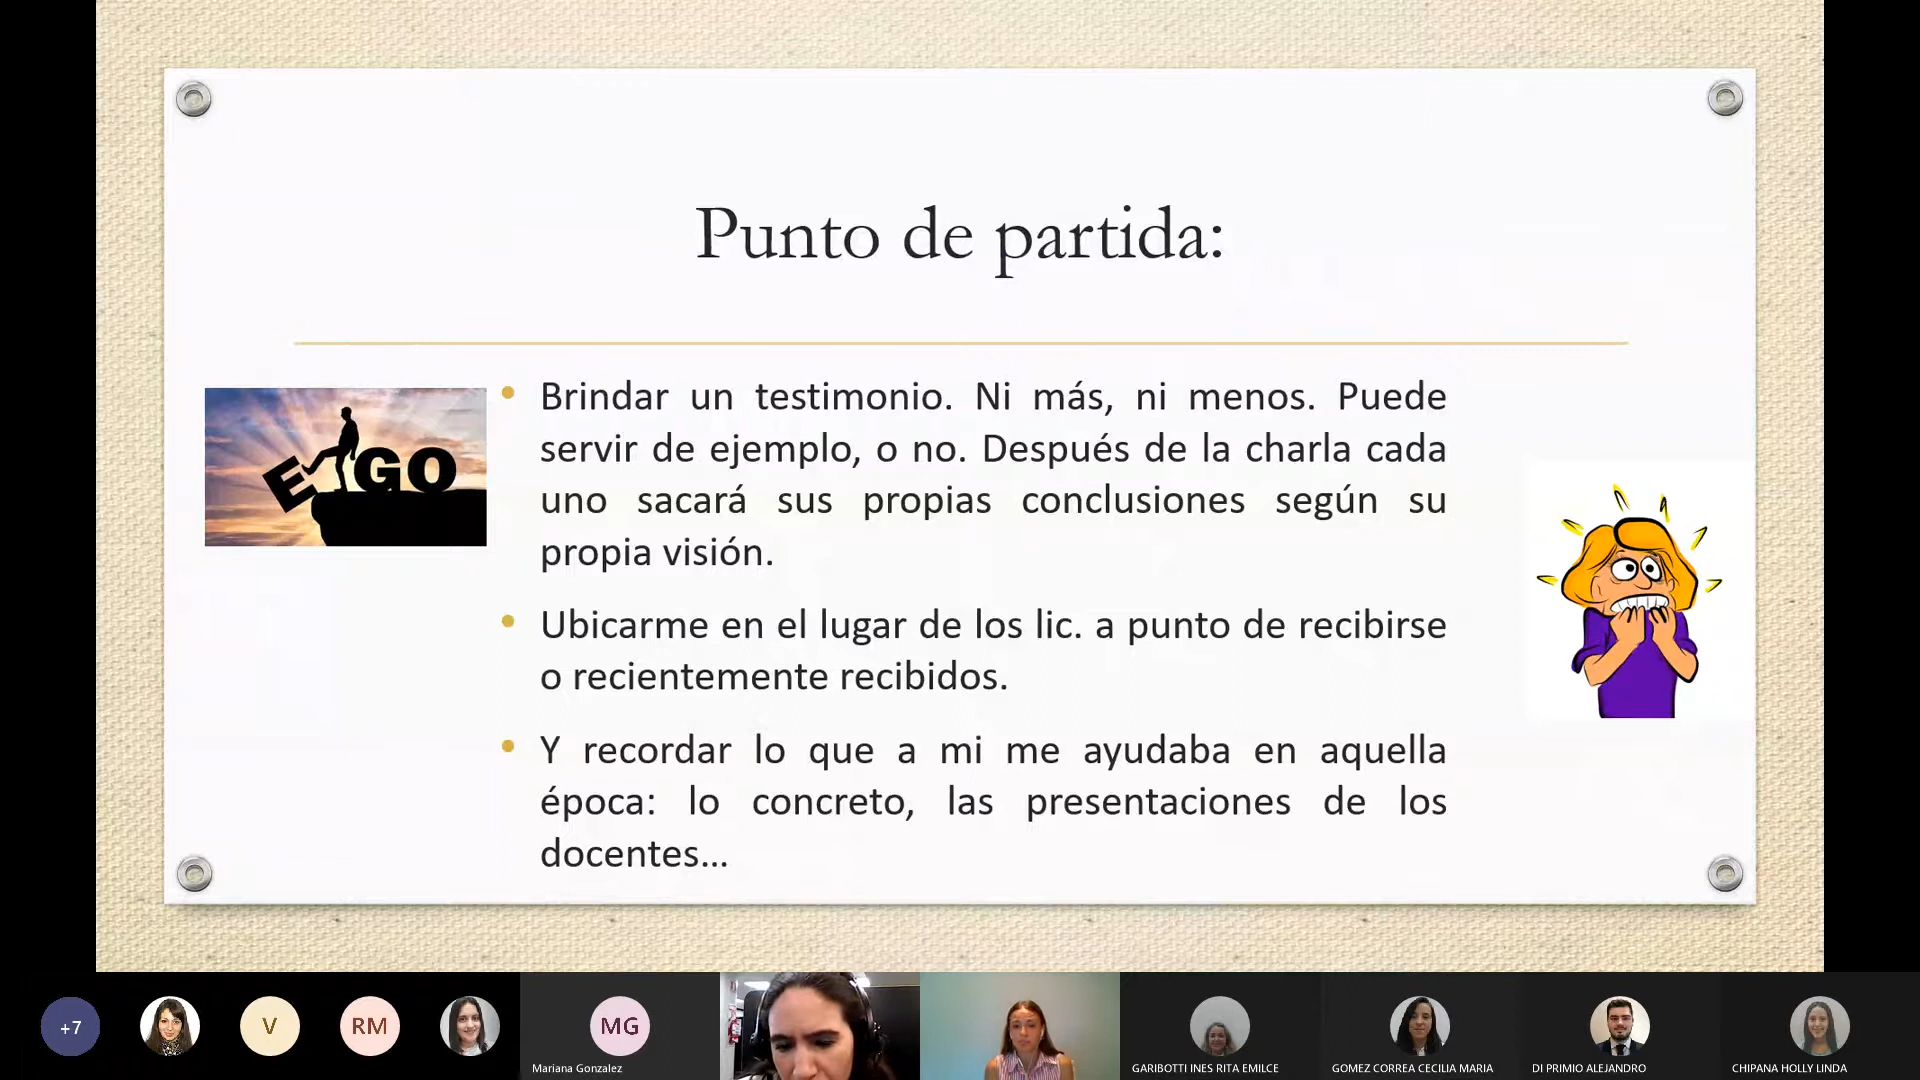 Punto de partida:
E GO
Brindar un testimonio. Ni más, ni menos. Puede
servir de ejemplo, o no. Después de la charla cada
uno sacará sus propias conclusiones según su
propia visión.
Ubicarme en el lugar de los lic. a punto de recibirse
o recientemente recibidos.
Y recordar lo que a mi me ayudaba en aquella
época: lo concreto, las presentaciones de los
docentes...
+7
V
RM
MG
Mariana Gonzalez
GARIBOTTI INES RITA EMILCE
GOMEZ CORREA CECILIA MARIA
DI PRIMIO ALEJANDRO
CHIPANA HOLLY LINDA